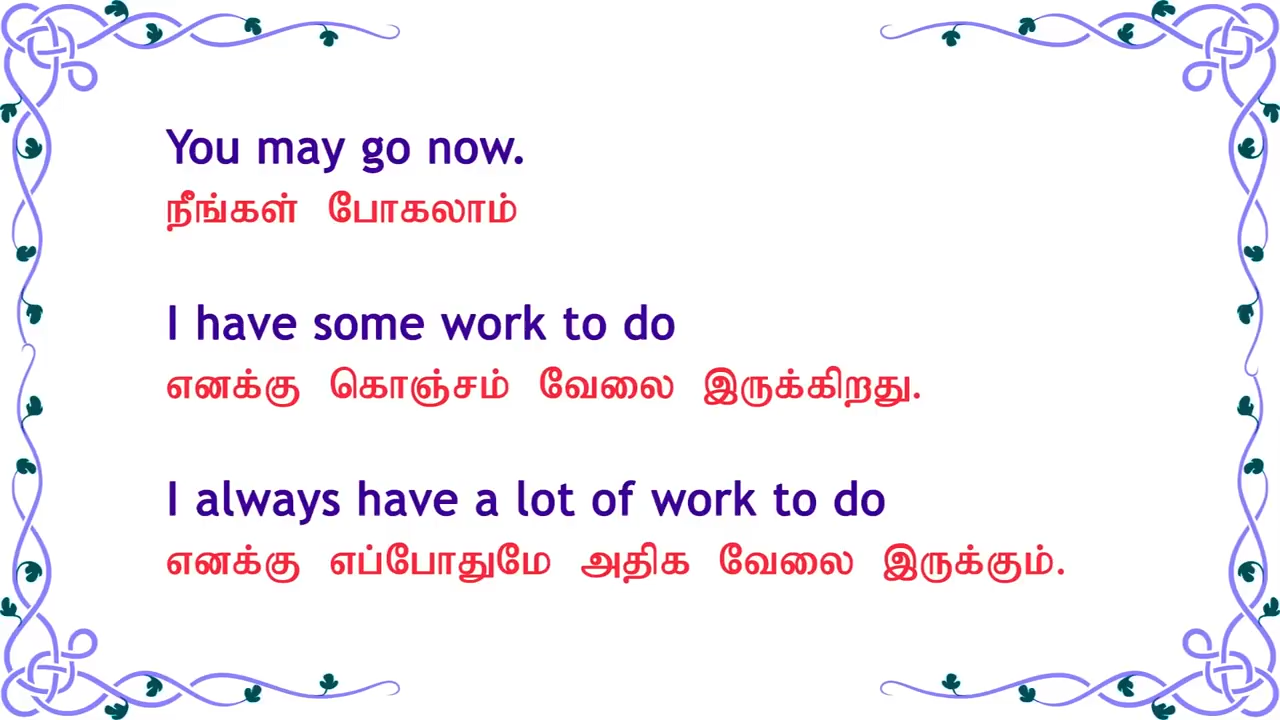 You may go now.
நீங்கள் போகலாம்
I have some work to do
எனக்கு கொஞ்சம் வேலை இருக்கிறது.
I always have a lot of work to do
எனக்கு எப்போதுமே அதிக வேலை இருக்கும்.